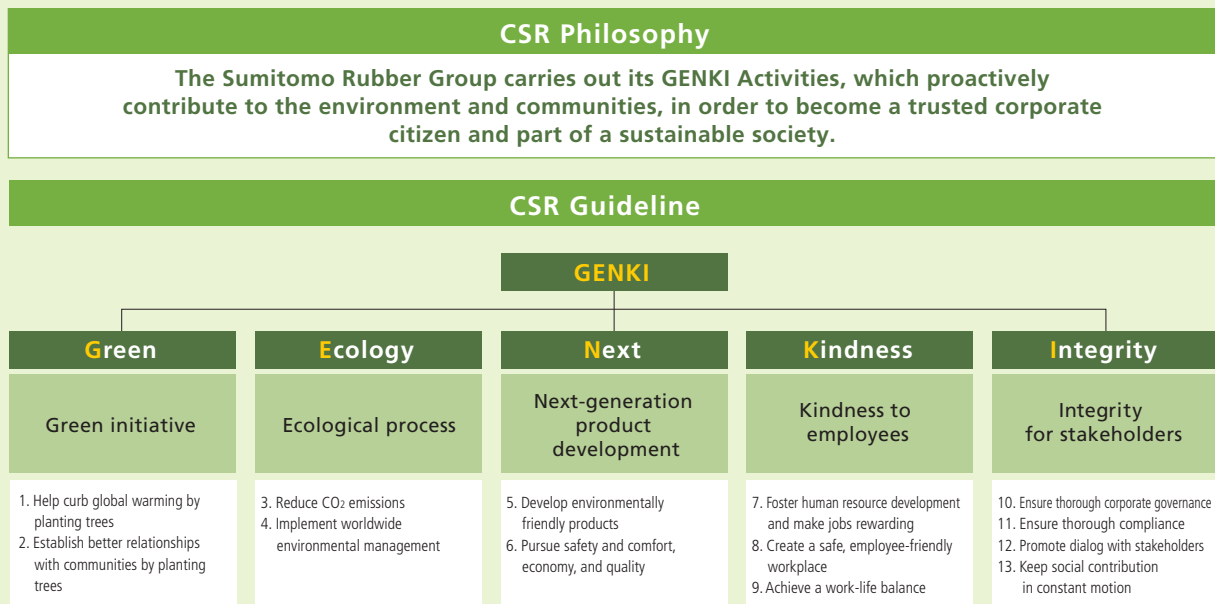 CSR Philosophy
The Sumitomo Rubber Group carries out its GENKI Activities, which proactively
contribute to the environment and communities, in order to become a trusted corporate
citizen and part of a sustainable society.
CSR Guideline
GENKI
Green
Green initiative
1. Help curb global warming by
planting trees
2. Establish better relationships
with communities by planting
trees
Ecology
Ecological process
3. Reduce CO2 emissions
4. Implement worldwide
environmental management
Next
Next-generation
product
development
5. Develop environmentally
friendly products
6. Pursue safety and comfort,
economy, and quality
Kindness
Kindness to
employees
7. Foster human resource development
and make jobs rewarding
8. Create a safe, employee-friendly
workplace
9. Achieve a work-life balance
Integrity
Integrity
for stakeholders
10. Ensure thorough corporate governance
11. Ensure thorough compliance
12. Promote dialog with stakeholders
13. Keep social contribution
in constant motion